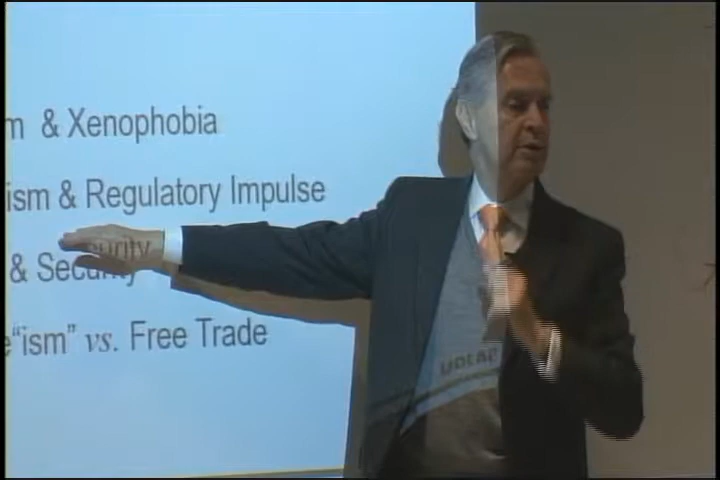 m & Xenophobia
ism & Regulatory Impulse
& Security
e"ism" vs. Free Trade